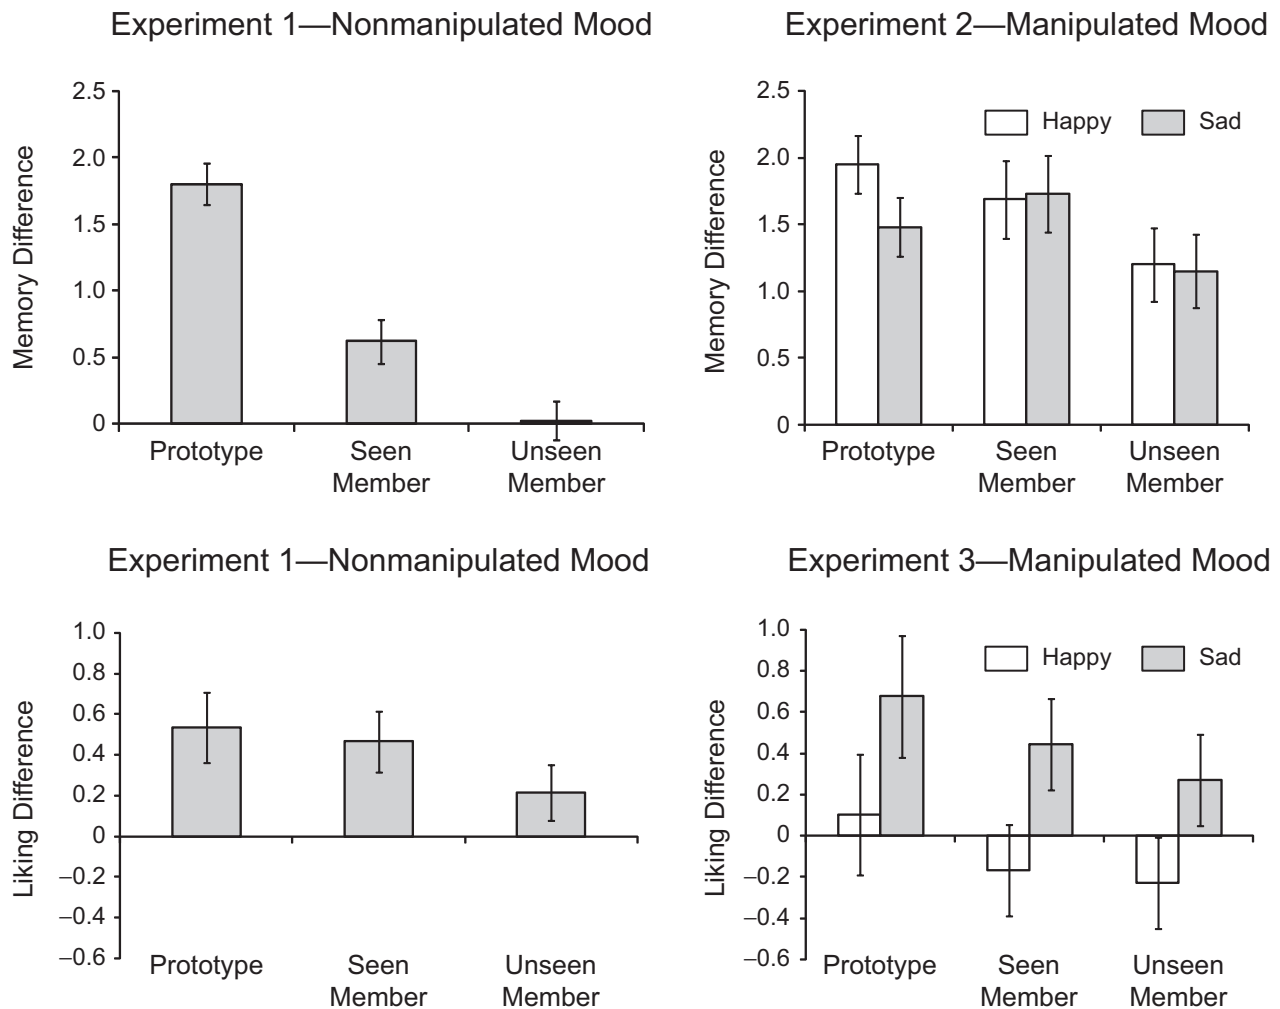 Experiment 1—Nonmanipulated Mood
Memory Difference
2.5
2.0
1.5
1.0
0.5
0
Prototype
Seen
Member
Unseen
Member
Experiment 2—Manipulated Mood
Memory Difference
2.5
2.0
1.5
1.0
0.5
0
Happy
Sad
Prototype
Seen
Member
Unseen
Member
Experiment 1—Nonmanipulated Mood
Liking Difference
1.0
0.8
0.6
0.4
0.2
0
–0.2
–0.4
–0.6
Prototype
Seen
Member
Unseen
Member
Experiment 3—Manipulated Mood
Liking Difference
1.0
0.8
0.6
0.4
0.2
0
–0.2
–0.4
–0.6
Happy
Sad
Prototype
Seen
Member
Unseen
Member